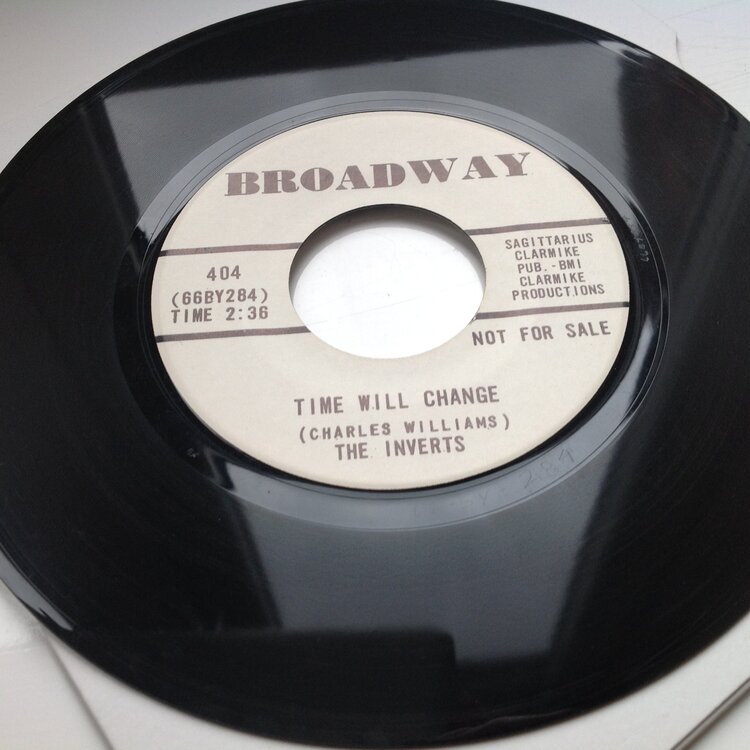 BROADWAY
404
(66BY284)
TIME 2:36
SAGITTARIUS
CLARMIKE
PUB.-BMI
CLARMIKE
PRODUCTIONS
NOT FOR SALE
TIME WILL CHANGE
(CHARLES WILLIAMS)
THE INVERTS